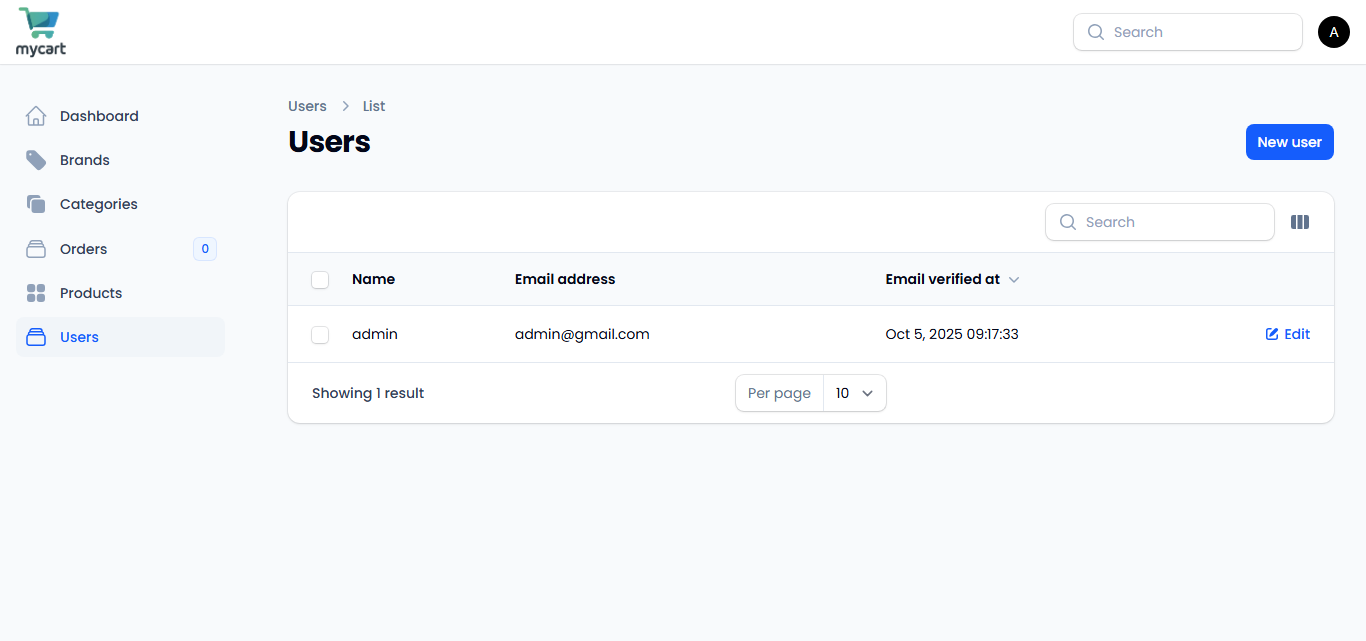 mycart
Search
A
Dashboard
Brands
Categories
Orders 0
Products
Users
Users > List
Users
New user
Search
Name Email address Email verified at
admin admin@gmail.com Oct 5, 2025 09:17:33 Edit
Showing 1 result Per page 10